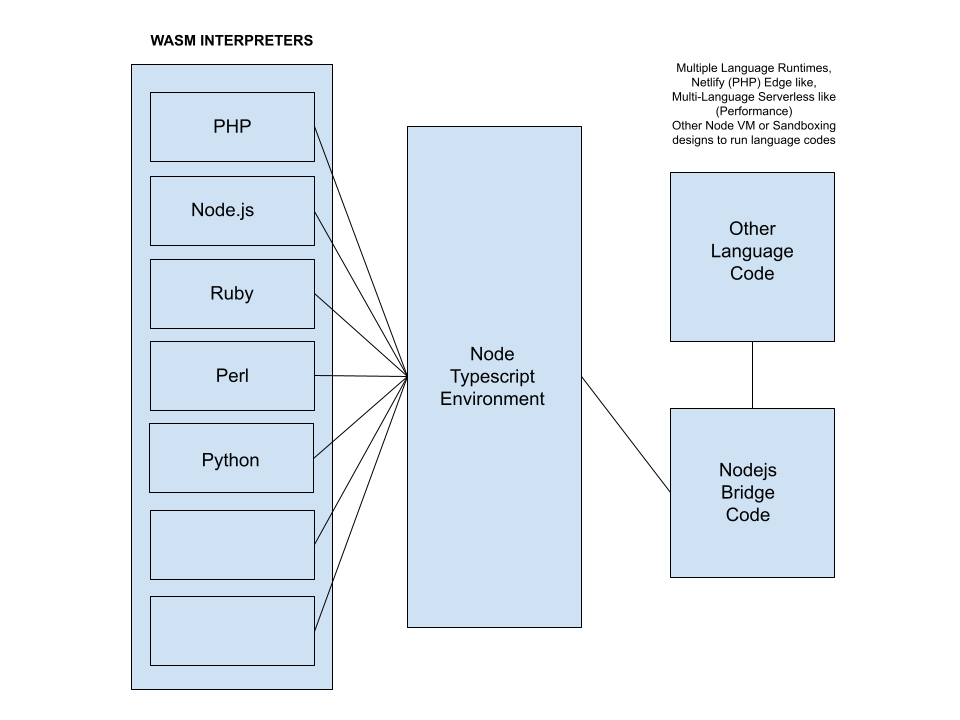 WASM INTERPRETERS
PHP
Node.js
Ruby
Perl
Python
Node
Typescript
Environment
Multiple Language Runtimes,
Netlify (PHP) Edge like,
Multi-Language Serverless like
(Performance)
Other Node VM or Sandboxing
designs to run language codes
Other
Language
Code
Nodejs
Bridge
Code